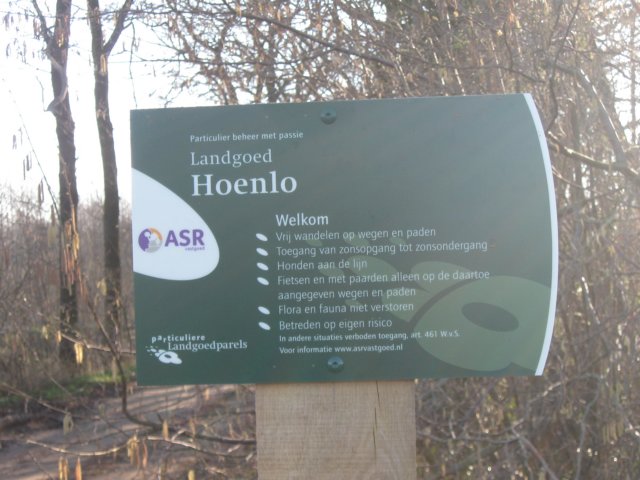 Particulier beheer met passie
Landgoed
Hoenlo
ASR
vastgoed
Welkom
Vrij wandelen op wegen en paden
Toegang van zonsopgang tot zonsondergang
Honden aan de lijn
Fietsen en met paarden alleen op de daartoe
aangegeven wegen en paden
Flora en fauna niet verstoren
Betreden op eigen risico
In andere situaties verboden toegang, art. 461 W.v.S.
Voor informatie www.asrvastgoed.nl
particuliere
Landgoedparels